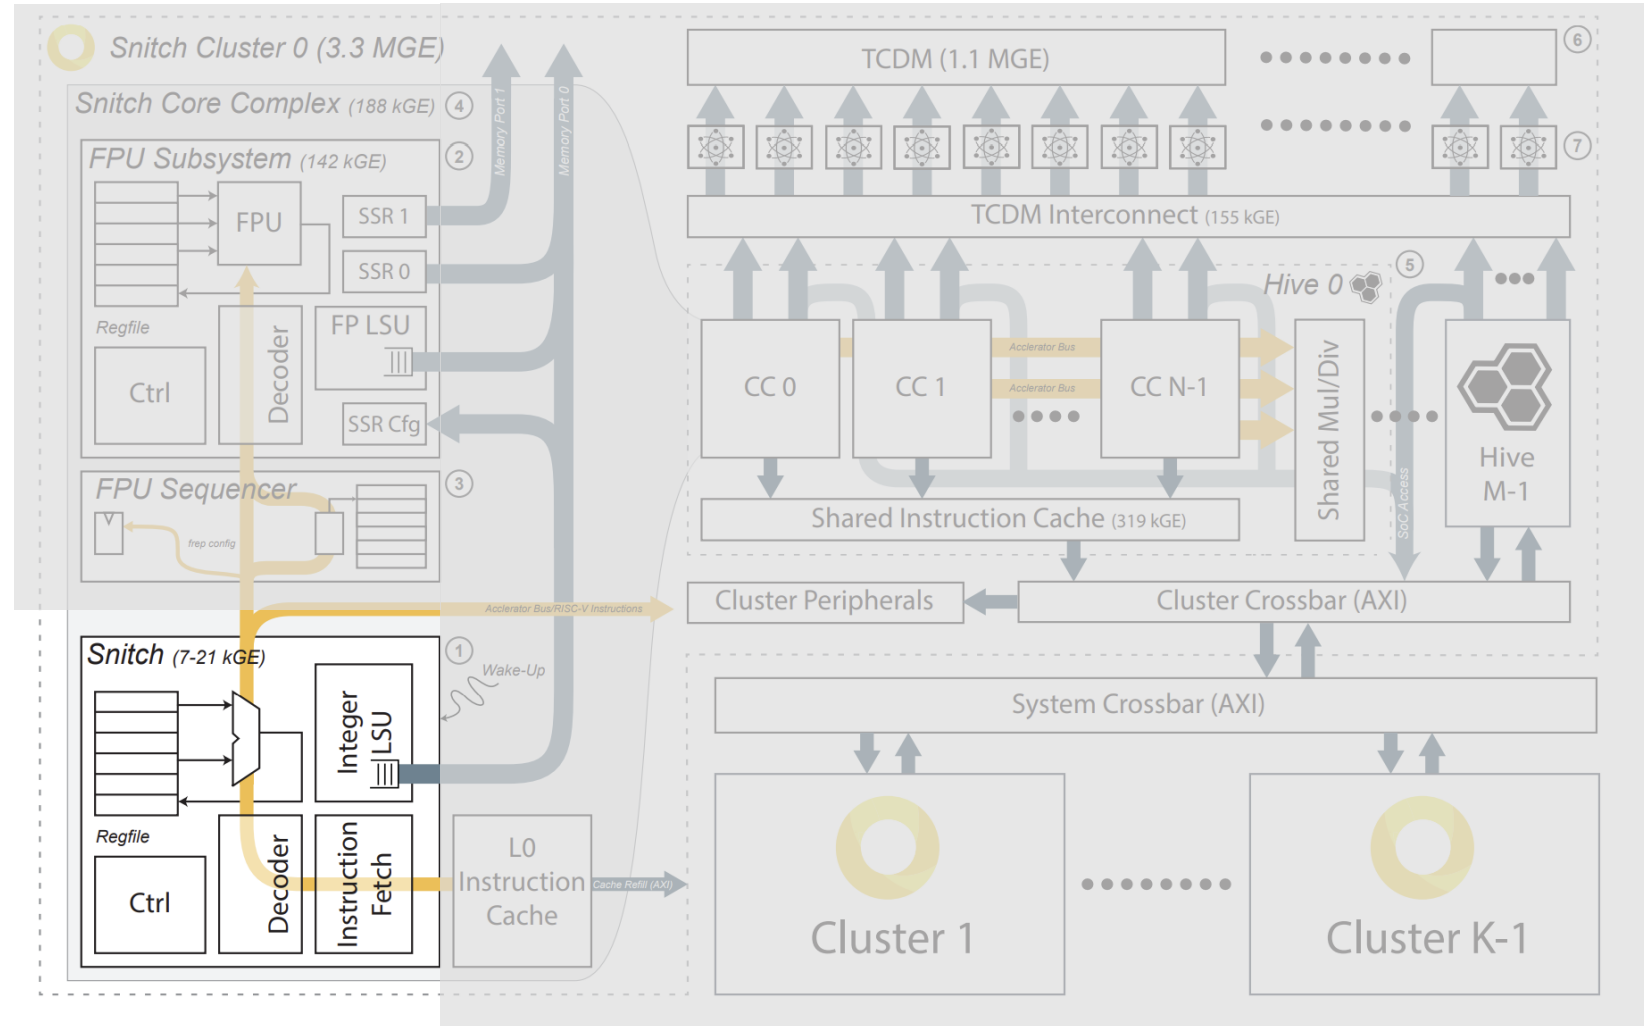 Snitch Cluster 0 (3.3 MGE)
Snitch Core Complex (188 kGE)
4
FPU Subsystem (142 kGE)
2
FPU
SSR 1
SSR 0
Regfile
Ctrl
Decoder
FP LSU
SSR Cfg
Memory Port 1
Memory Port 0
FPU Sequencer
3
frep config
Acclerator Bus/RISC-V Instructions
Snitch (7-21 kGE)
1
Wake-Up
Integer
LSU
Regfile
Ctrl
Decoder
Instruction
Fetch
L0
Instruction
Cache
Cache Refill (AXI)
TCDM (1.1 MGE)
6
7
TCDM Interconnect (155 kGE)
5
Hive 0
CC 0
CC 1
CC N-1
Acclerator Bus
Acclerator Bus
Shared Mul/Div
SoC Access
Hive
M-1
Shared Instruction Cache (319 kGE)
Cluster Peripherals
Cluster Crossbar (AXI)
System Crossbar (AXI)
Cluster 1
Cluster K-1